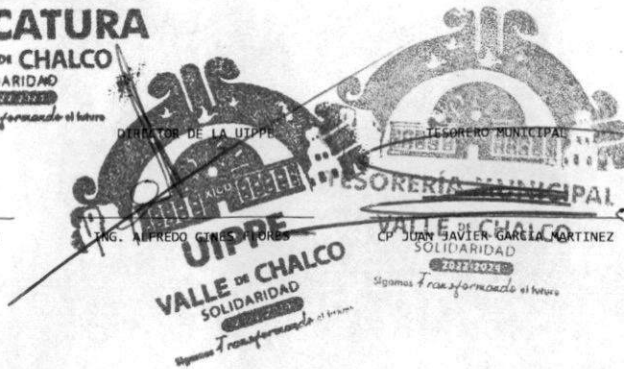 CATURA
DE CHALCO
DARIDAD
DIRECTOR DE LA UIPPE
TESORERO MUNICIPAL
XICO
TESORERÍA MUNICIPAL
ING. ALFREDO GINES FLORES
CP JUAN JAVIER GARCIA MARTINEZ
UIPPE
VALLE DE CHALCO
SOLIDARIDAD
Sigamos Transformando el futuro
VALLE DE CHALCO
SOLIDARIDAD
2022-2024
Sigamos Transformando el futuro